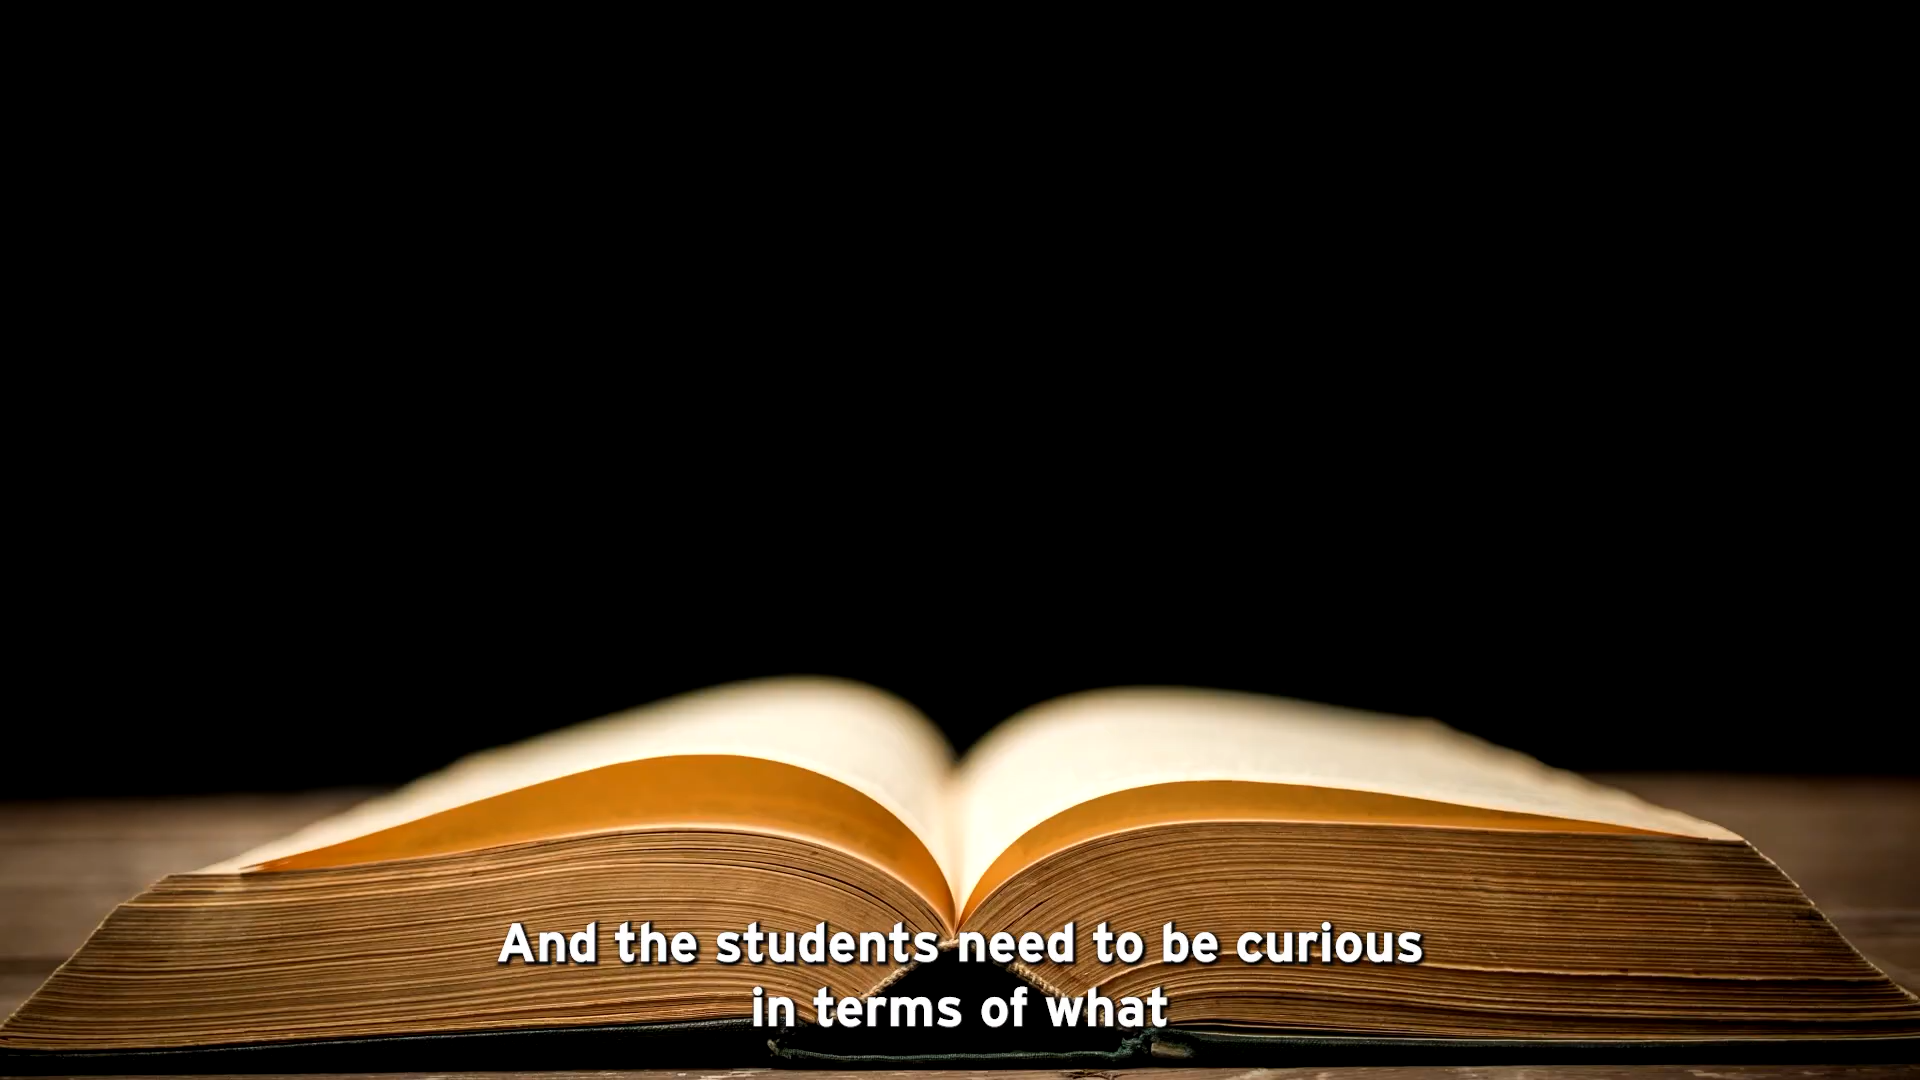 And the students need to be curious
in terms of what